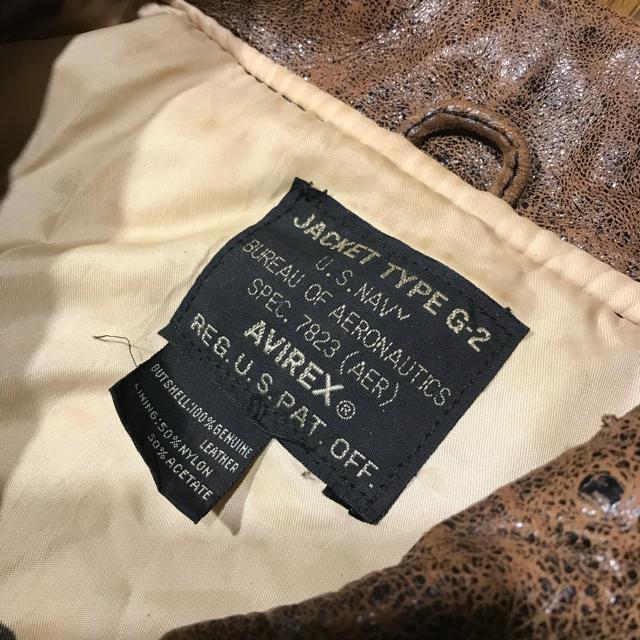 JACKET TYPE G-2
U.S. NAVY
BUREAU OF AERONAUTICS
SPEC. 7823 (AER)
AVIREX®
REG. U.S. PAT. OFF.
OUTSHELL:100%GENUINE
LEATHER
LINING:50%NYLON
50%ACETATE